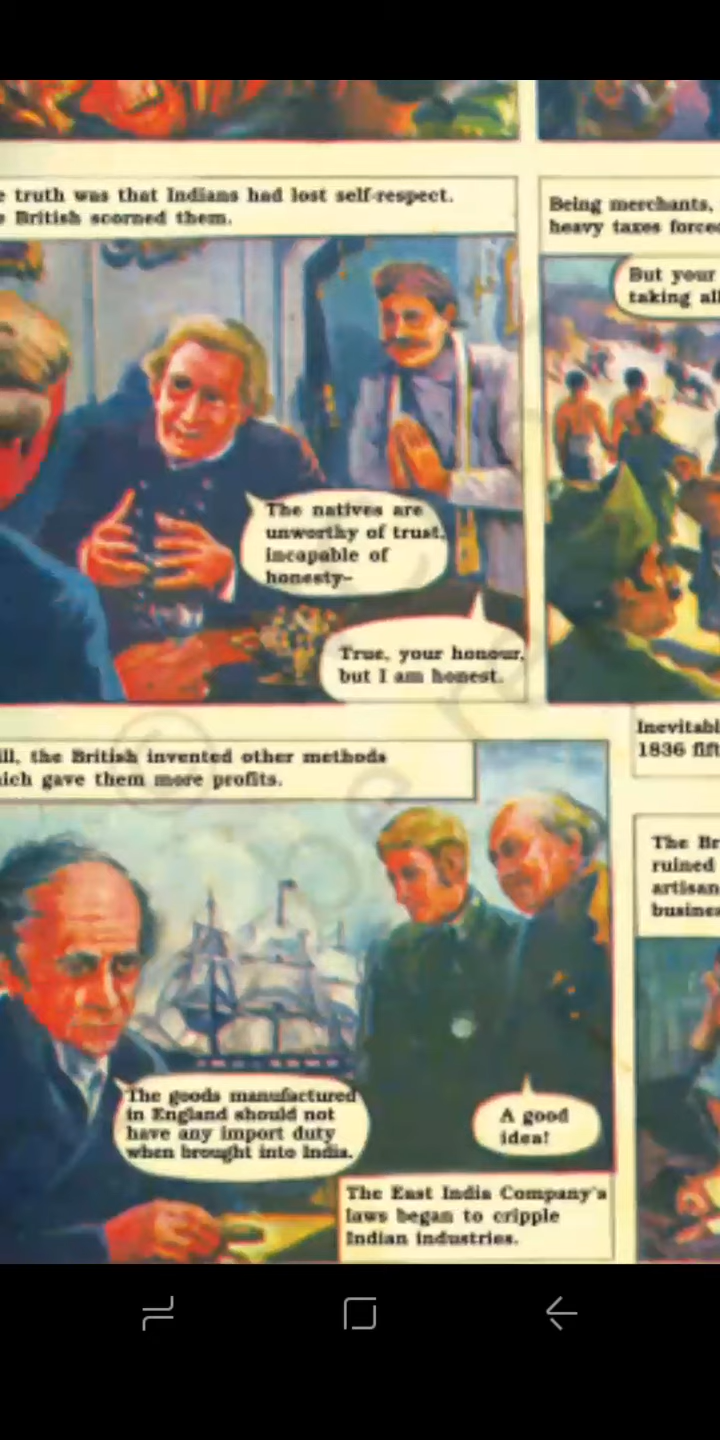 e truth was that Indians had lost self-respect.
e British scorned them.
The natives are
unworthy of trust,
incapable of
honesty–
True, your honour,
but I am honest.
Being merchants,
heavy taxes force
But your
taking all
ill, the British invented other methods
hich gave them more profits.
The goods manufactured
in England should not
have any import duty
when brought into India.
A good
idea!
The East India Company's
laws began to cripple
Indian industries.
Inevitabl
1836 fift
The Br
ruined
artisan
busines